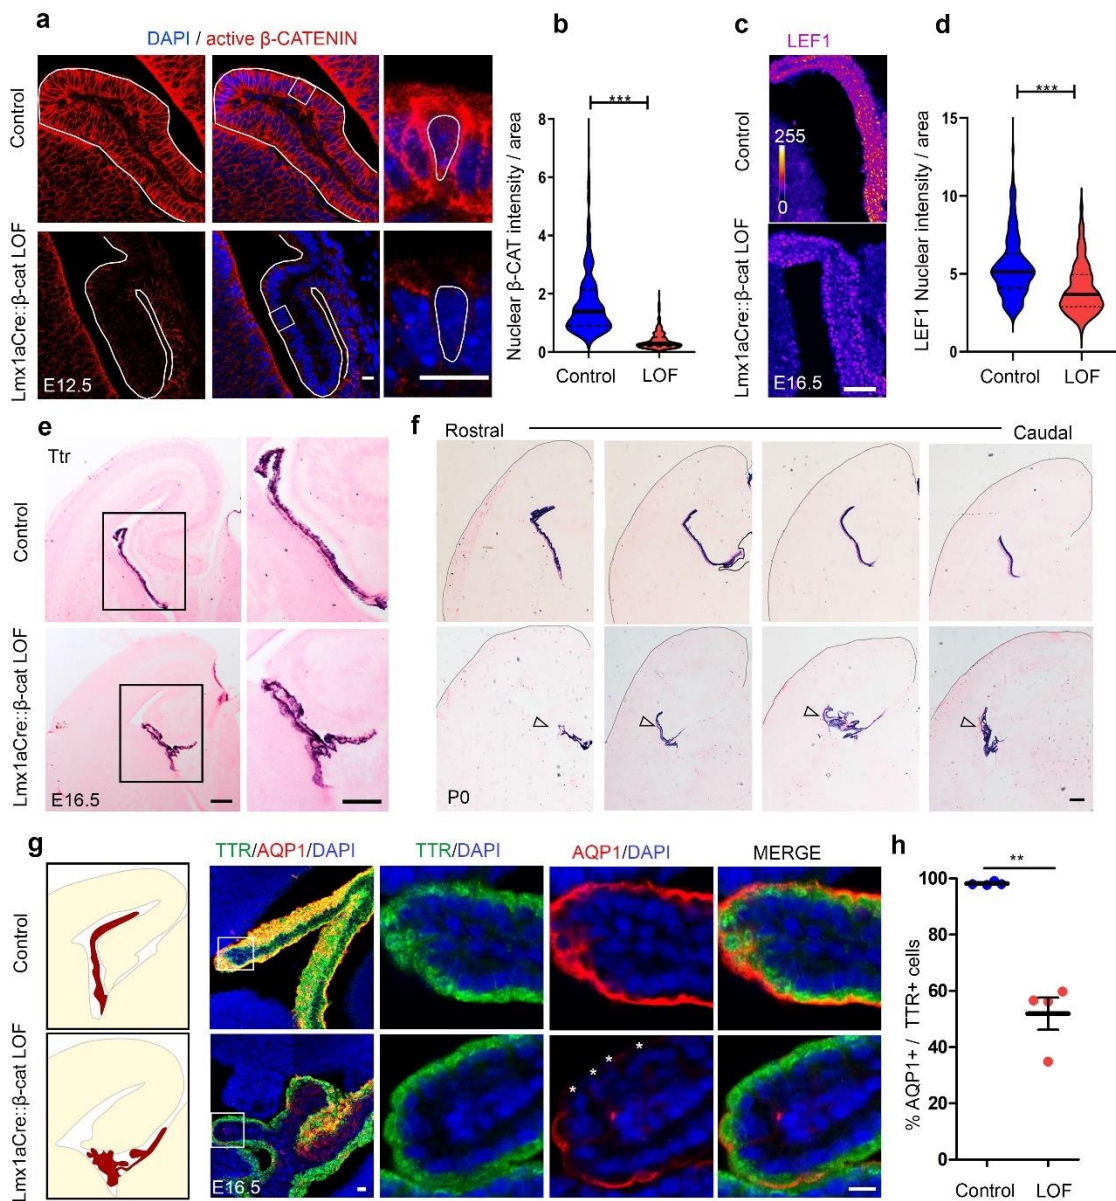 a
DAPI / active β-CATENIN
Control
Lmx1aCre::β-cat LOF
E12.5
b
***
Nuclear β-CAT intensity / area
8
6
4
2
0
Control LOF
c
LEF1
Control
255
0
Lmx1aCre::β-cat LOF
E16.5
d
***
LEF1 Nuclear intensity / area
15
10
5
0
Control LOF
e
Ttr
Control
Lmx1aCre::β-cat LOF
E16.5
f
Rostral Caudal
P0
g
TTR/AQP1/DAPI TTR/DAPI AQP1/DAPI MERGE
Control
Lmx1aCre::β-cat LOF
* * * *
E16.5
h
**
% AQP1+ / TTR+ cells
100
80
60
40
20
0
Control LOF